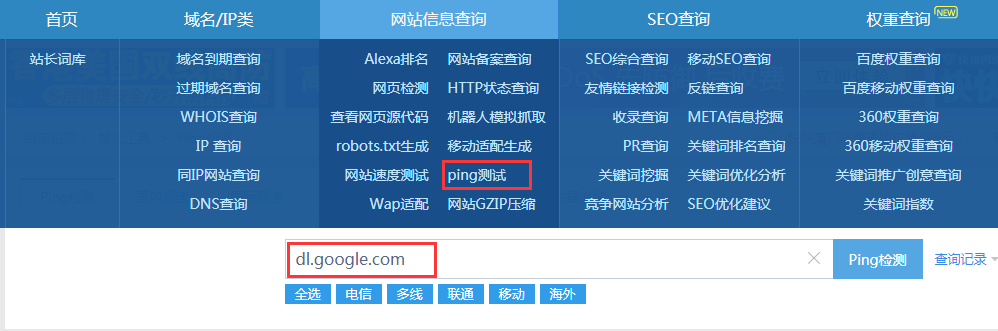 首页 域名/IP类 网站信息查询 SEO查询 权重查询 NEW
站长词库 域名到期查询 Alexa排名 网站备案查询 SEO综合查询 移动SEO查询 百度权重查询
过期域名查询 网页检测 HTTP状态查询 友情链接检测 反链查询 百度移动权重查询
WHOIS查询 查看网页源代码 机器人模拟抓取 收录查询 META信息挖掘 360权重查询
IP 查询 robots.txt生成 移动适配生成 PR查询 关键词排名查询 360移动权重查询
同IP网站查询 网站速度测试 ping测试 关键词挖掘 关键词优化分析 关键词推广创意查询
DNS查询 Wap适配 网站GZIP压缩 竞争网站分析 SEO优化建议 关键词指数
dl.google.com Ping检测 查询记录
全选 电信 多线 联通 移动 海外